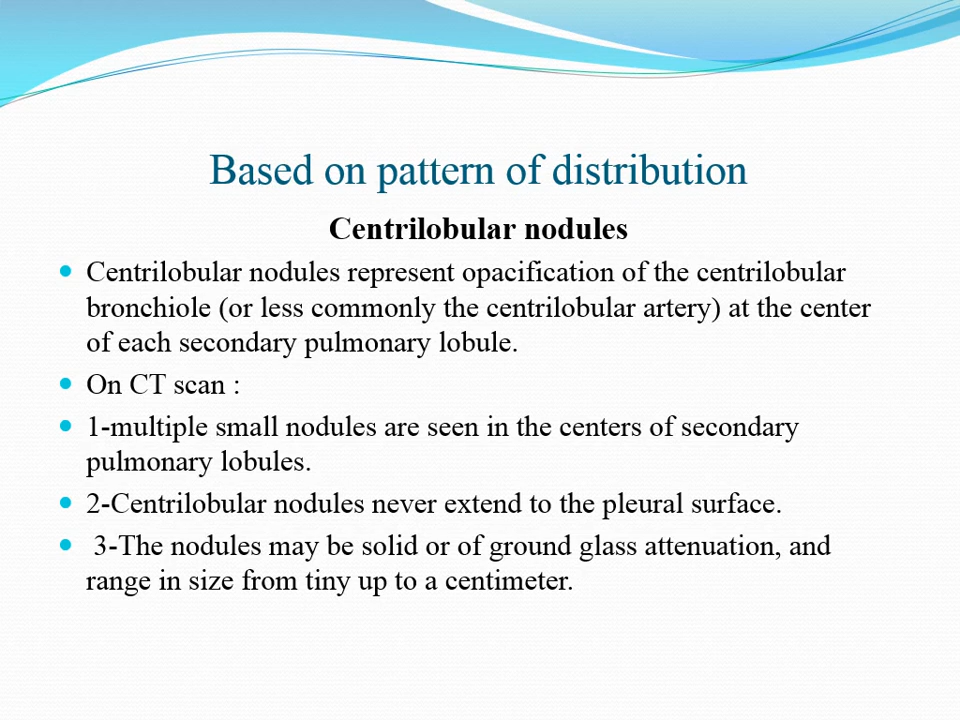 Based on pattern of distribution
Centrilobular nodules
Centrilobular nodules represent opacification of the centrilobular
bronchiole (or less commonly the centrilobular artery) at the center
of each secondary pulmonary lobule.
On CT scan :
1-multiple small nodules are seen in the centers of secondary
pulmonary lobules.
2-Centrilobular nodules never extend to the pleural surface.
3-The nodules may be solid or of ground glass attenuation, and
range in size from tiny up to a centimeter.